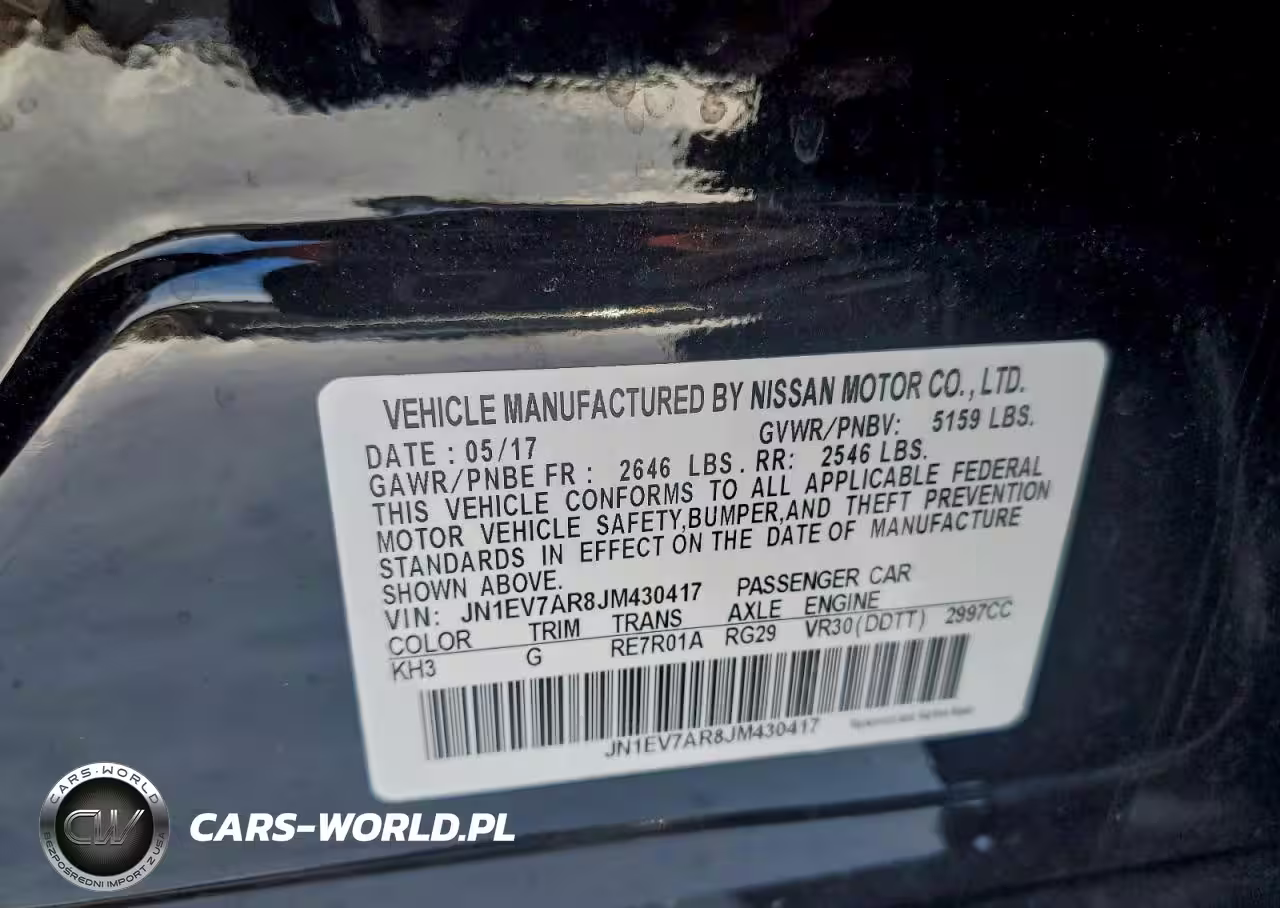 VEHICLE MANUFACTURED BY NISSAN MOTOR CO., LTD.
DATE : 05/17 GVWR/PNBV: 5159 LBS.
GAWR/PNBE FR : 2646 LBS. RR: 2546 LBS.
THIS VEHICLE CONFORMS TO ALL APPLICABLE FEDERAL
MOTOR VEHICLE SAFETY,BUMPER,AND THEFT PREVENTION
STANDARDS IN EFFECT ON THE DATE OF MANUFACTURE
SHOWN ABOVE.
VIN: JN1EV7AR8JM430417 PASSENGER CAR
COLOR TRIM TRANS AXLE ENGINE
KH3 G RE7R01A RG29 VR30(DDTT) 2997CC
JN1EV7AR8JM430417
CARS-WORLD
CW
BEZPOŚREDNI IMPORT Z USA
CARS-WORLD.PL